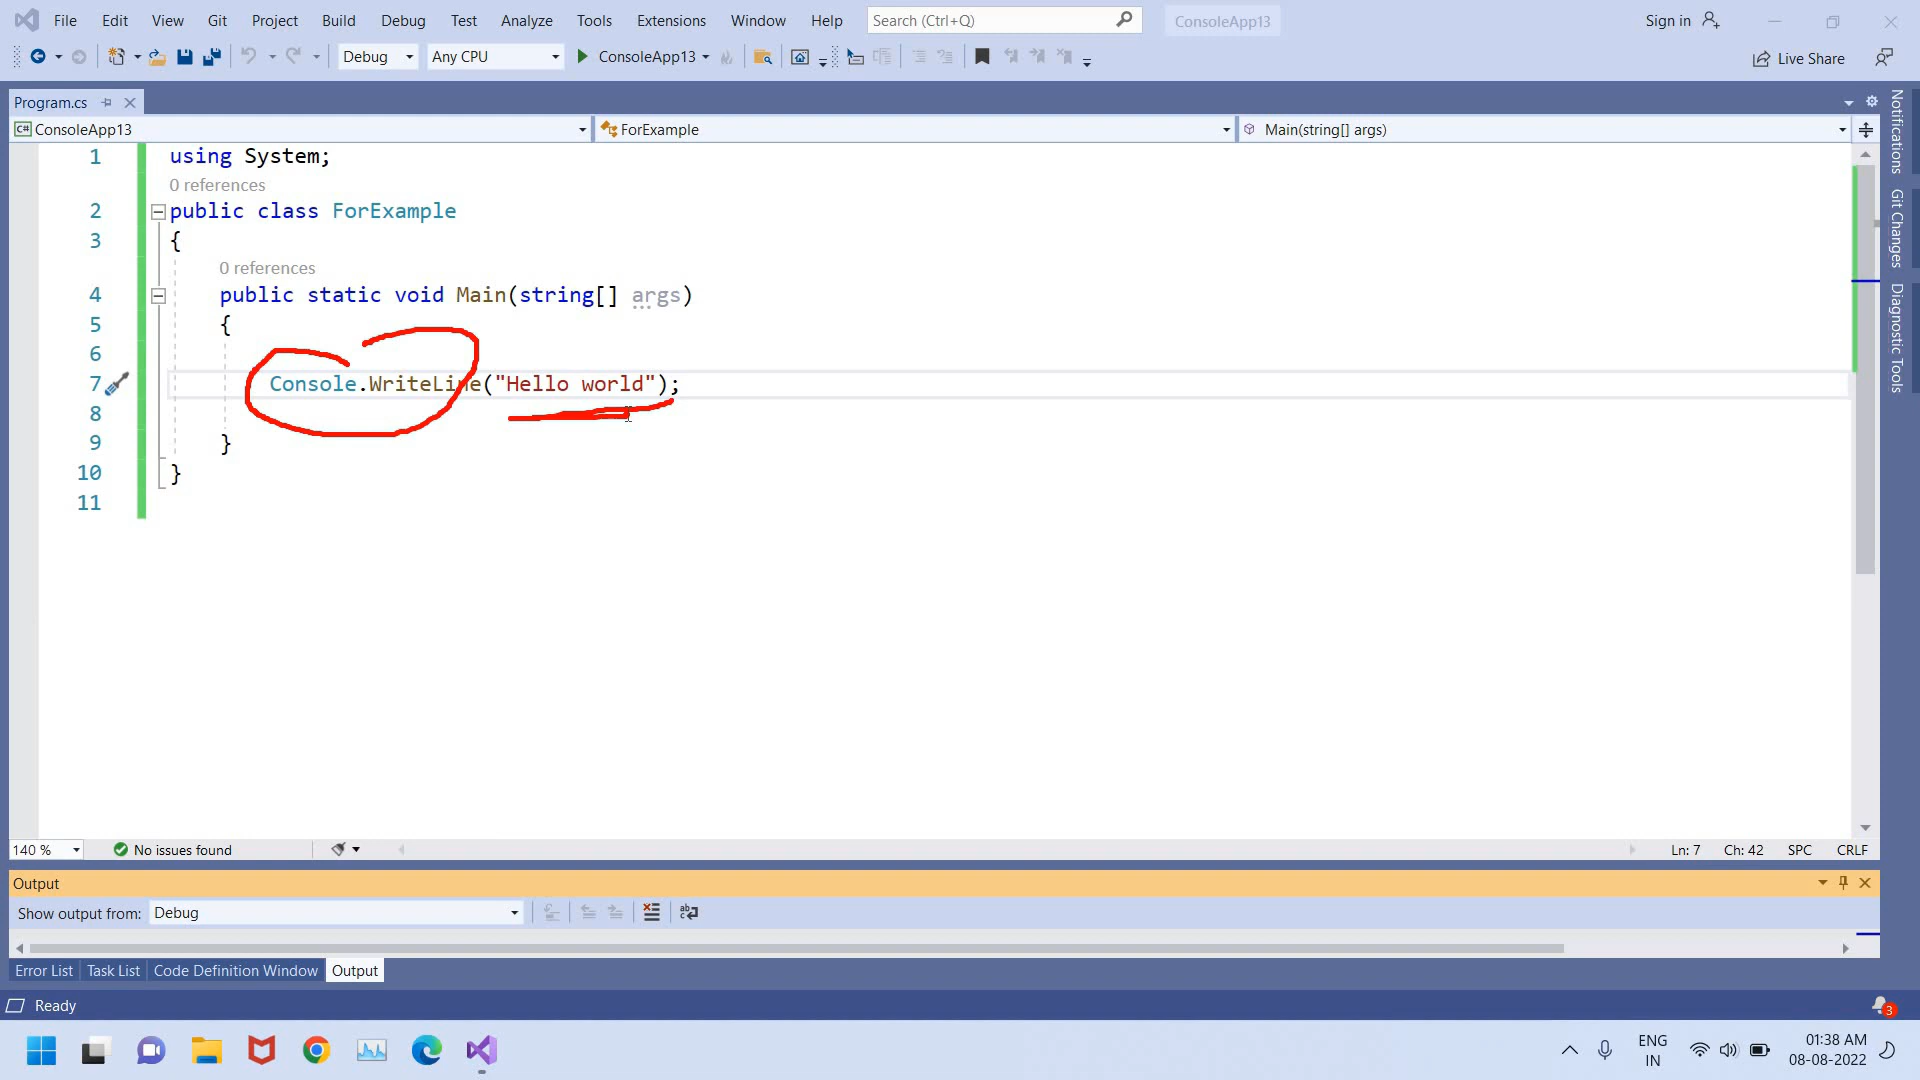 File Edit View Git Project Build Debug Test Analyze Tools Extensions Window Help Search (Ctrl+Q) ConsoleApp13 Sign in
Debug Any CPU ConsoleApp13 Live Share
Program.cs
ConsoleApp13 ForExample Main(string[] args)
1 using System;
0 references
2 public class ForExample
3 {
0 references
4 public static void Main(string[] args)
5 {
6
7 Console.WriteLine("Hello world");
8
9 }
10 }
11
Notifications
Git Changes
Diagnostic Tools
140 % No issues found Ln: 7 Ch: 42 SPC CRLF
Output
Show output from: Debug
Error List Task List Code Definition Window Output
Ready 3
ENG 01:38 AM
IN 08-08-2022